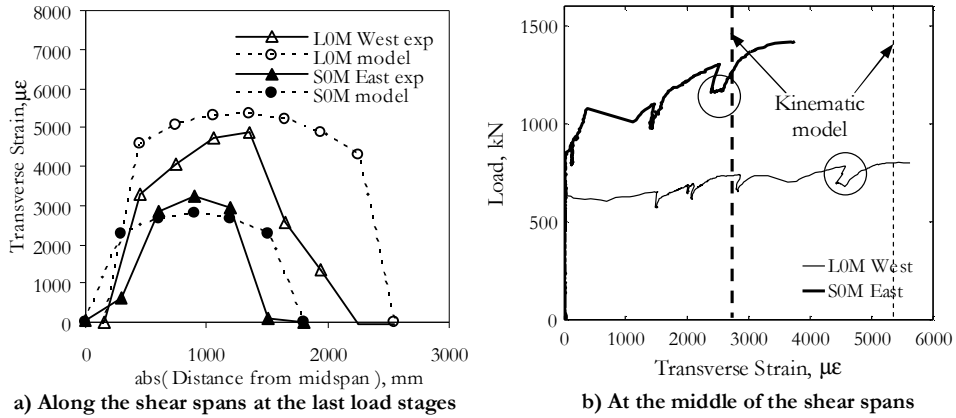 8000
7000
6000
5000
4000
3000
2000
1000
0
Transverse Strain,με
L0M West exp
L0M model
S0M East exp
S0M model
0
1000
2000
3000
abs(Distance from midspan), mm
a) Along the shear spans at the last load stages
1500
1000
500
0
Load, kN
Kinematic
model
L0M West
S0M East
0
1000
2000
3000
4000
5000
6000
Transverse Strain, με
b) At the middle of the shear spans